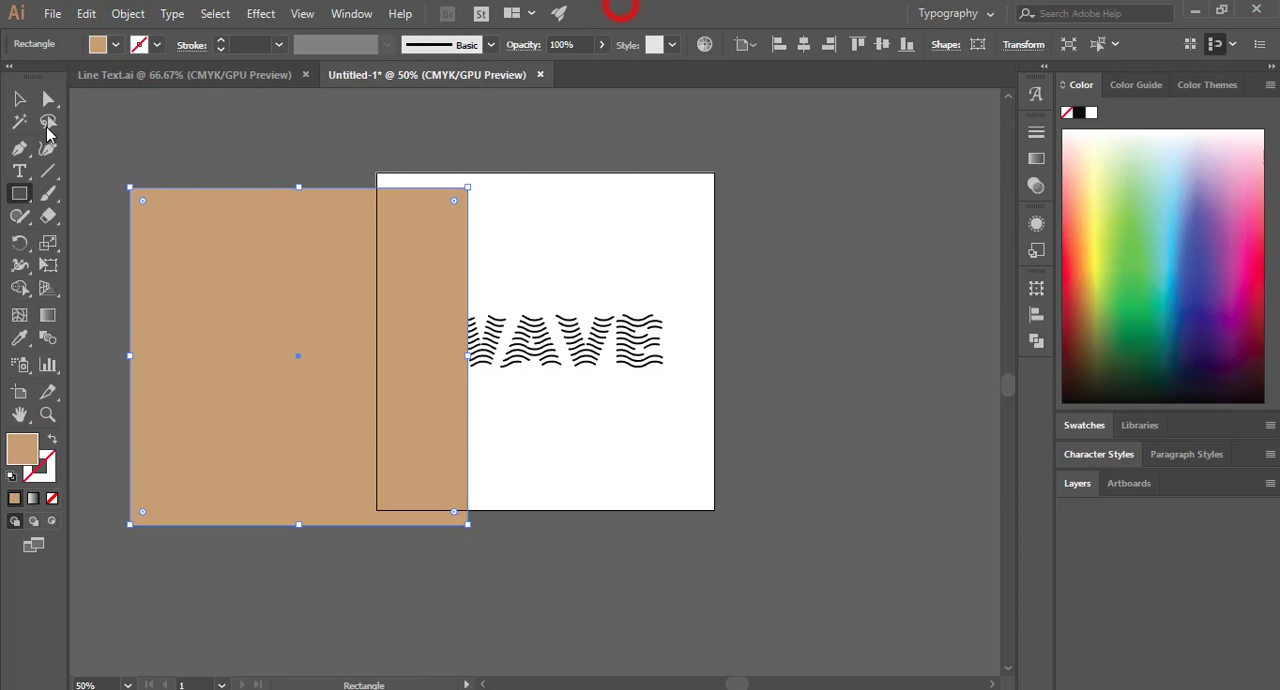 Ai File Edit Object Type Select Effect View Window Help Br St Typography Search Adobe Help
Rectangle Stroke: Basic Opacity: 100% Style: Shape: Transform
Line Text.ai @ 66.67% (CMYK/GPU Preview) × Untitled-1* @ 50% (CMYK/GPU Preview) ×
Color Color Guide Color Themes
WAVE
Swatches Libraries
Character Styles Paragraph Styles
Layers Artboards
50% 1 Rectangle